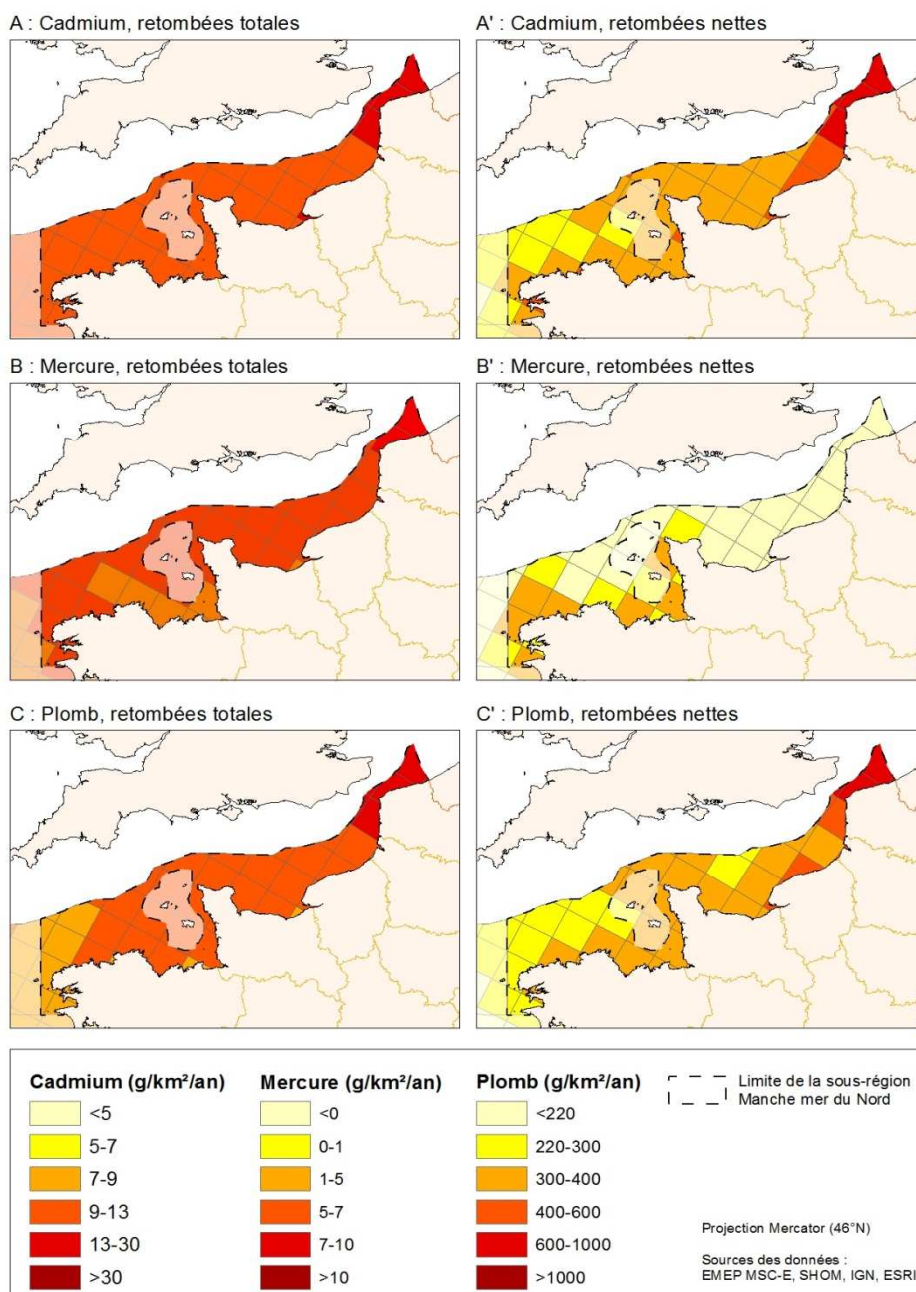 A : Cadmium, retombées totales
A' : Cadmium, retombées nettes
B : Mercure, retombées totales
B' : Mercure, retombées nettes
C : Plomb, retombées totales
C' : Plomb, retombées nettes
Cadmium (g/km²/an)
<5
5-7
7-9
9-13
13-30
>30
Mercure (g/km²/an)
<0
0-1
1-5
5-7
7-10
>10
Plomb (g/km²/an)
<220
220-300
300-400
400-600
600-1000
>1000
Limite de la sous-région
Manche mer du Nord
Projection Mercator (46°N)
Sources des données :
EMEP MSC-E, SHOM, IGN, ESRI